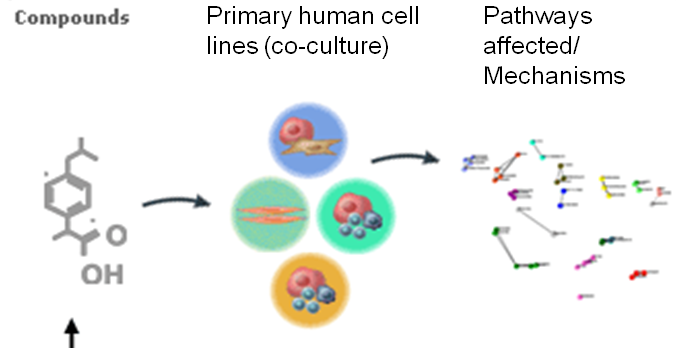 Compounds
Primary human cell
lines (co-culture)
Pathways
affected/
Mechanisms
O
OH